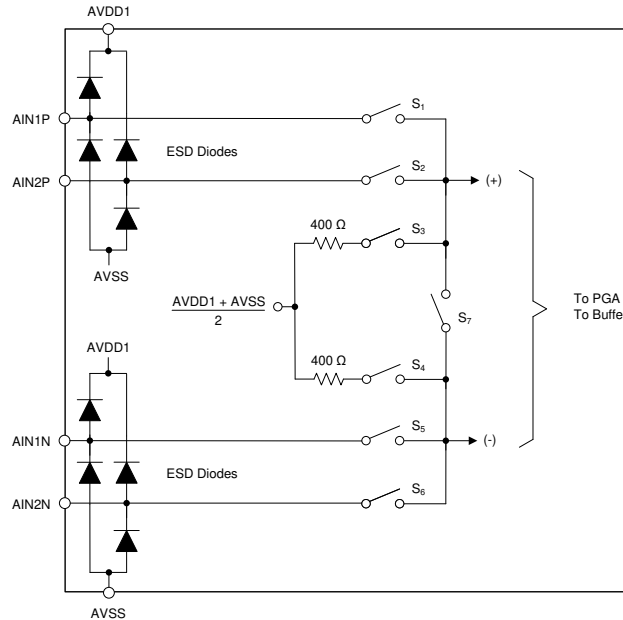 AVDD1
AIN1P
S1
ESD Diodes
S2
AIN2P
(+)
400 Ω
S3
AVSS
AVDD1 + AVSS
2
S7
To PGA
To Buffe
AVDD1
400 Ω
S4
AIN1N
S5
(-)
ESD Diodes
AIN2N
S6
AVSS